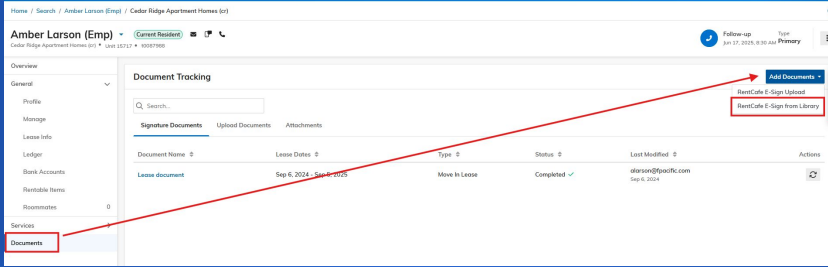 Home / Search / Amber Larson (Emp) / Cedar Ridge Apartment Homes (cr)
Amber Larson (Emp) Current Resident
Cedar Ridge Apartment Homes (cr) • Unit 15717 • 10087986
Follow-up Type
Jun 17, 2025, 8:30 AM Primary
Overview
General
Profile
Manage
Lease Info
Ledger
Bank Accounts
Rentable Items
Roommates 0
Services
Documents
Document Tracking
Add Documents
RentCafe E-Sign Upload
RentCafe E-Sign from Library
Search...
Signature Documents Upload Documents Attachments
Document Name Lease Dates Type Status Last Modified Actions
Lease document Sep 6, 2024 - Sep 5, 2025 Move In Lease Completed alarson@fpacific.com
Sep 6, 2024